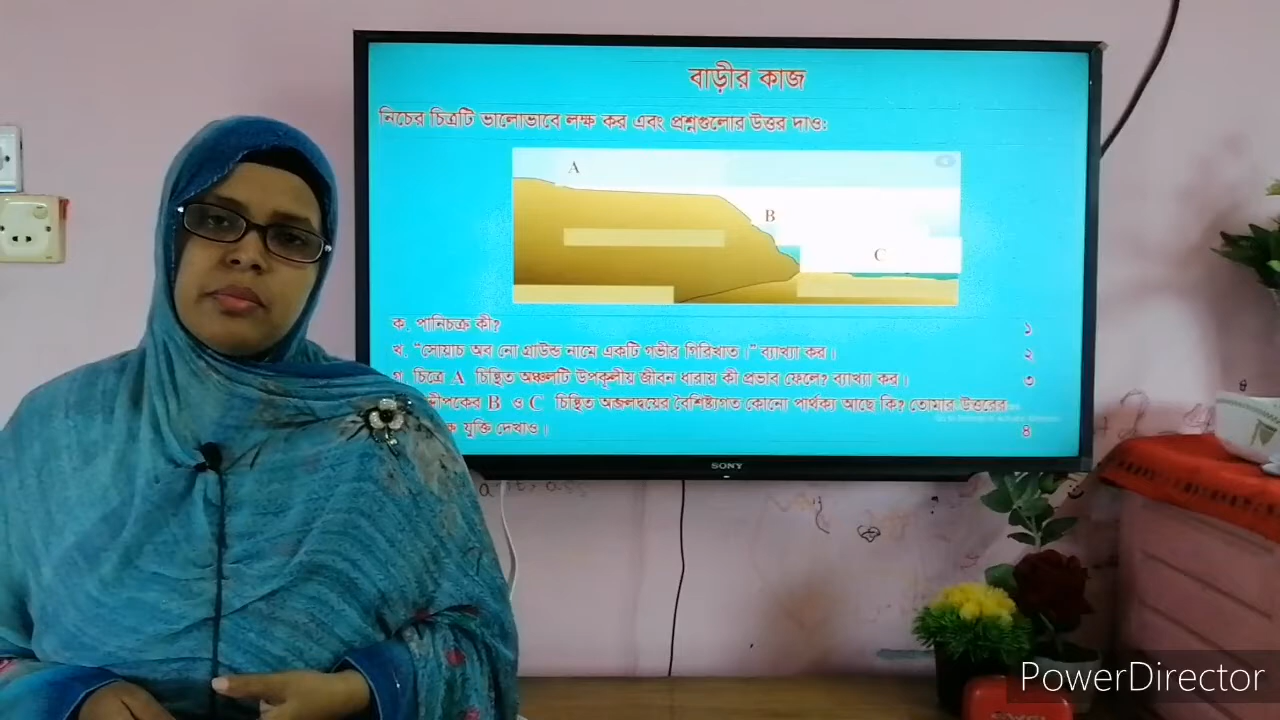 বাড়ীর কাজ
নিচের চিত্রটি ভালোভাবে লক্ষ কর এবং প্রশ্নগুলোর উত্তর দাও:
A
B
C
ক. পানিচক্র কী? ১
খ. “সোয়াচ অব নো গ্রাউন্ড নামে একটি গভীর গিরিখাত।” ব্যাখ্যা কর। ২
গ. চিত্রে A চিহ্নিত অঞ্চলটি উপকূলীয় জীবন ধারায় কী প্রভাব ফেলে? ব্যাখ্যা কর। ৩
B ও C চিহ্নিত অঞ্চলদ্বয়ের বৈশিষ্ট্যগত কোনো পার্থক্য আছে কি? তোমার উত্তরের
যুক্তি দেখাও। ৪
SONY
PowerDirector